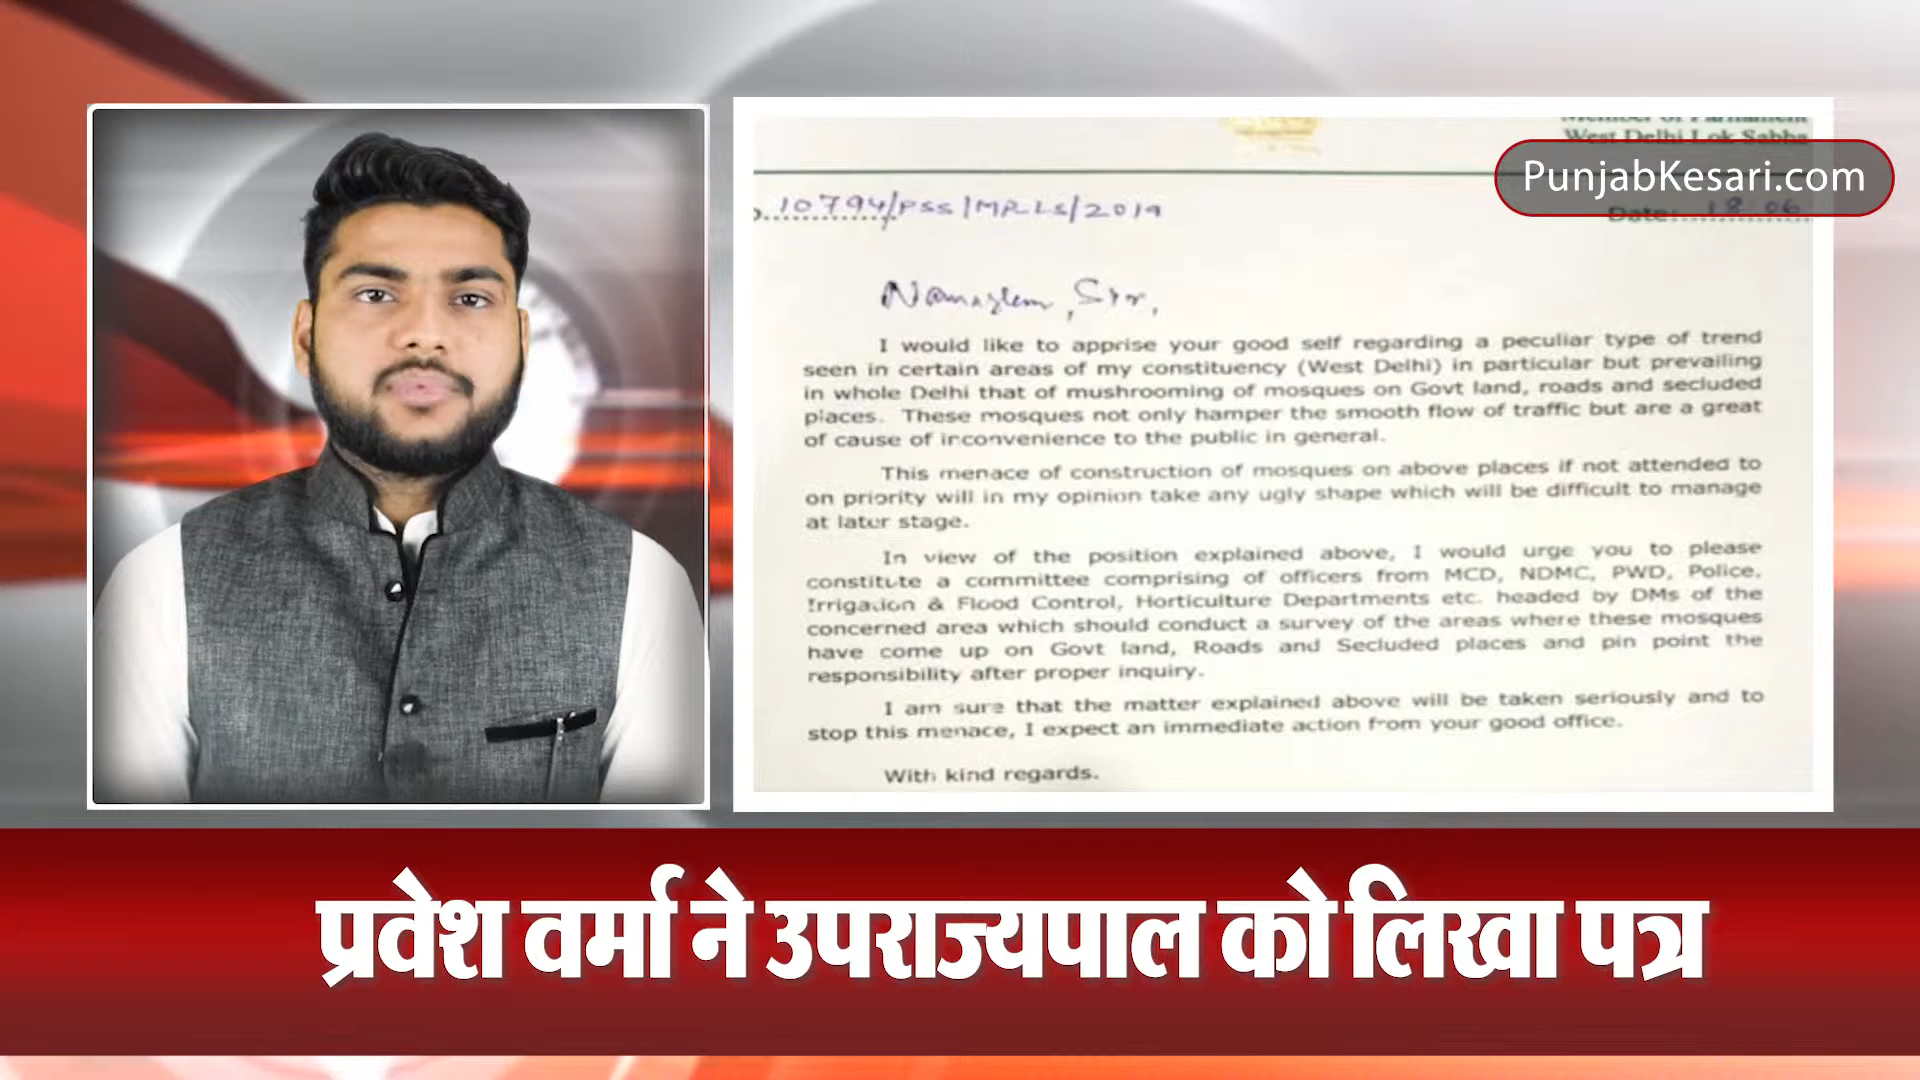 Member of Parliament
West Delhi Lok Sabha
PunjabKesari.com
10794/PSS/MPLS/2019
Date: 18.06
Namaste, Sir,
I would like to apprise your good self regarding a peculiar type of trend
seen in certain areas of my constituency (West Delhi) in particular but prevailing
in whole Delhi that of mushrooming of mosques on Govt land, roads and secluded
places. These mosques not only hamper the smooth flow of traffic but are a great
of cause of inconvenience to the public in general.
This menace of construction of mosques on above places if not attended to
on priority will in my opinion take any ugly shape which will be difficult to manage
at later stage.
In view of the position explained above, I would urge you to please
constitute a committee comprising of officers from MCD, NDMC, PWD, Police,
Irrigation & Flood Control, Horticulture Departments etc. headed by DMs of the
concerned area which should conduct a survey of the areas where these mosques
have come up on Govt land, Roads and Secluded places and pin point the
responsibility after proper inquiry.
I am sure that the matter explained above will be taken seriously and to
stop this menace, I expect an immediate action from your good office.
With kind regards.
प्रवेश वर्मा ने उपराज्यपाल को लिखा पत्र